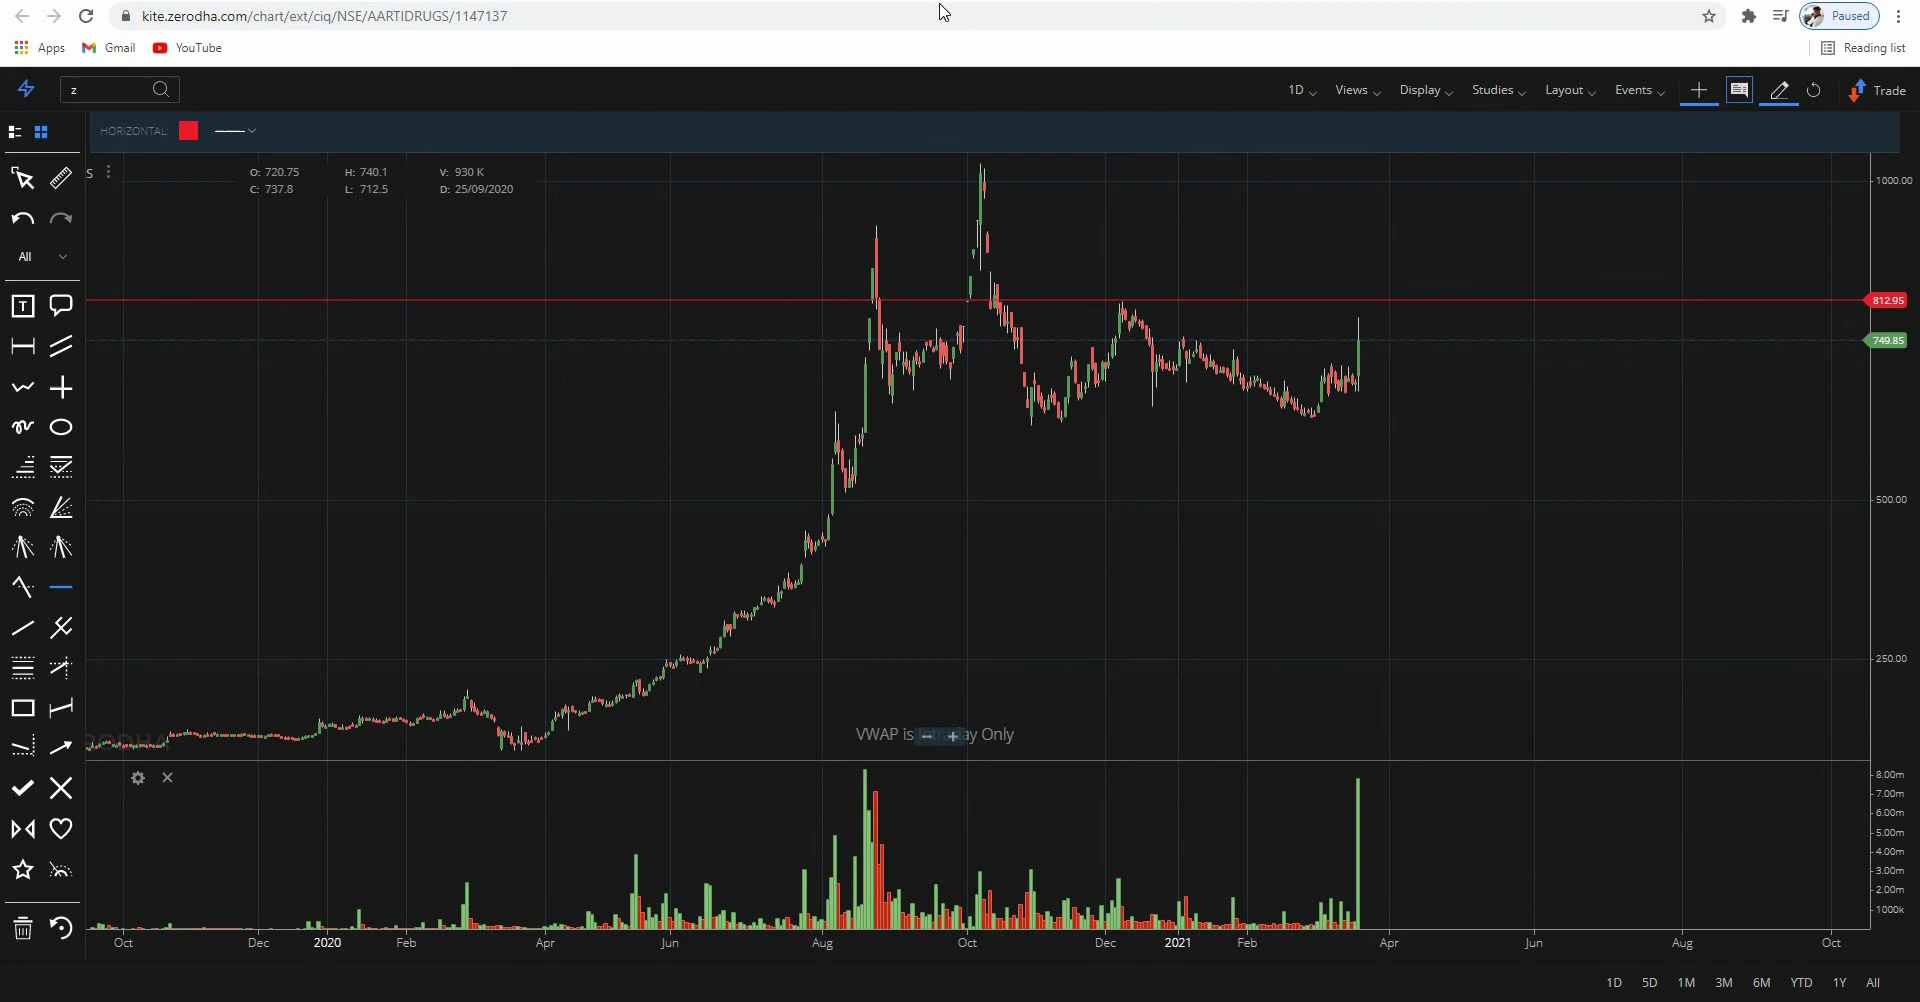 kite.zerodha.com/chart/ext/ciq/NSE/AARTIDRUGS/1147137
Paused
Apps
Gmail
YouTube
Reading list
z
1D
Views
Display
Studies
Layout
Events
Trade
HORIZONTAL:
S
O: 720.75
H: 740.1
V: 930 K
C: 737.8
L: 712.5
D: 25/09/2020
All
T
1000.00
812.95
749.85
500.00
250.00
VWAP is Intraday Only
8.00m
7.00m
6.00m
5.00m
4.00m
3.00m
2.00m
1000k
Oct
Dec
2020
Feb
Apr
Jun
Aug
Oct
Dec
2021
Feb
Apr
Jun
Aug
Oct
1D
5D
1M
3M
6M
YTD
1Y
All